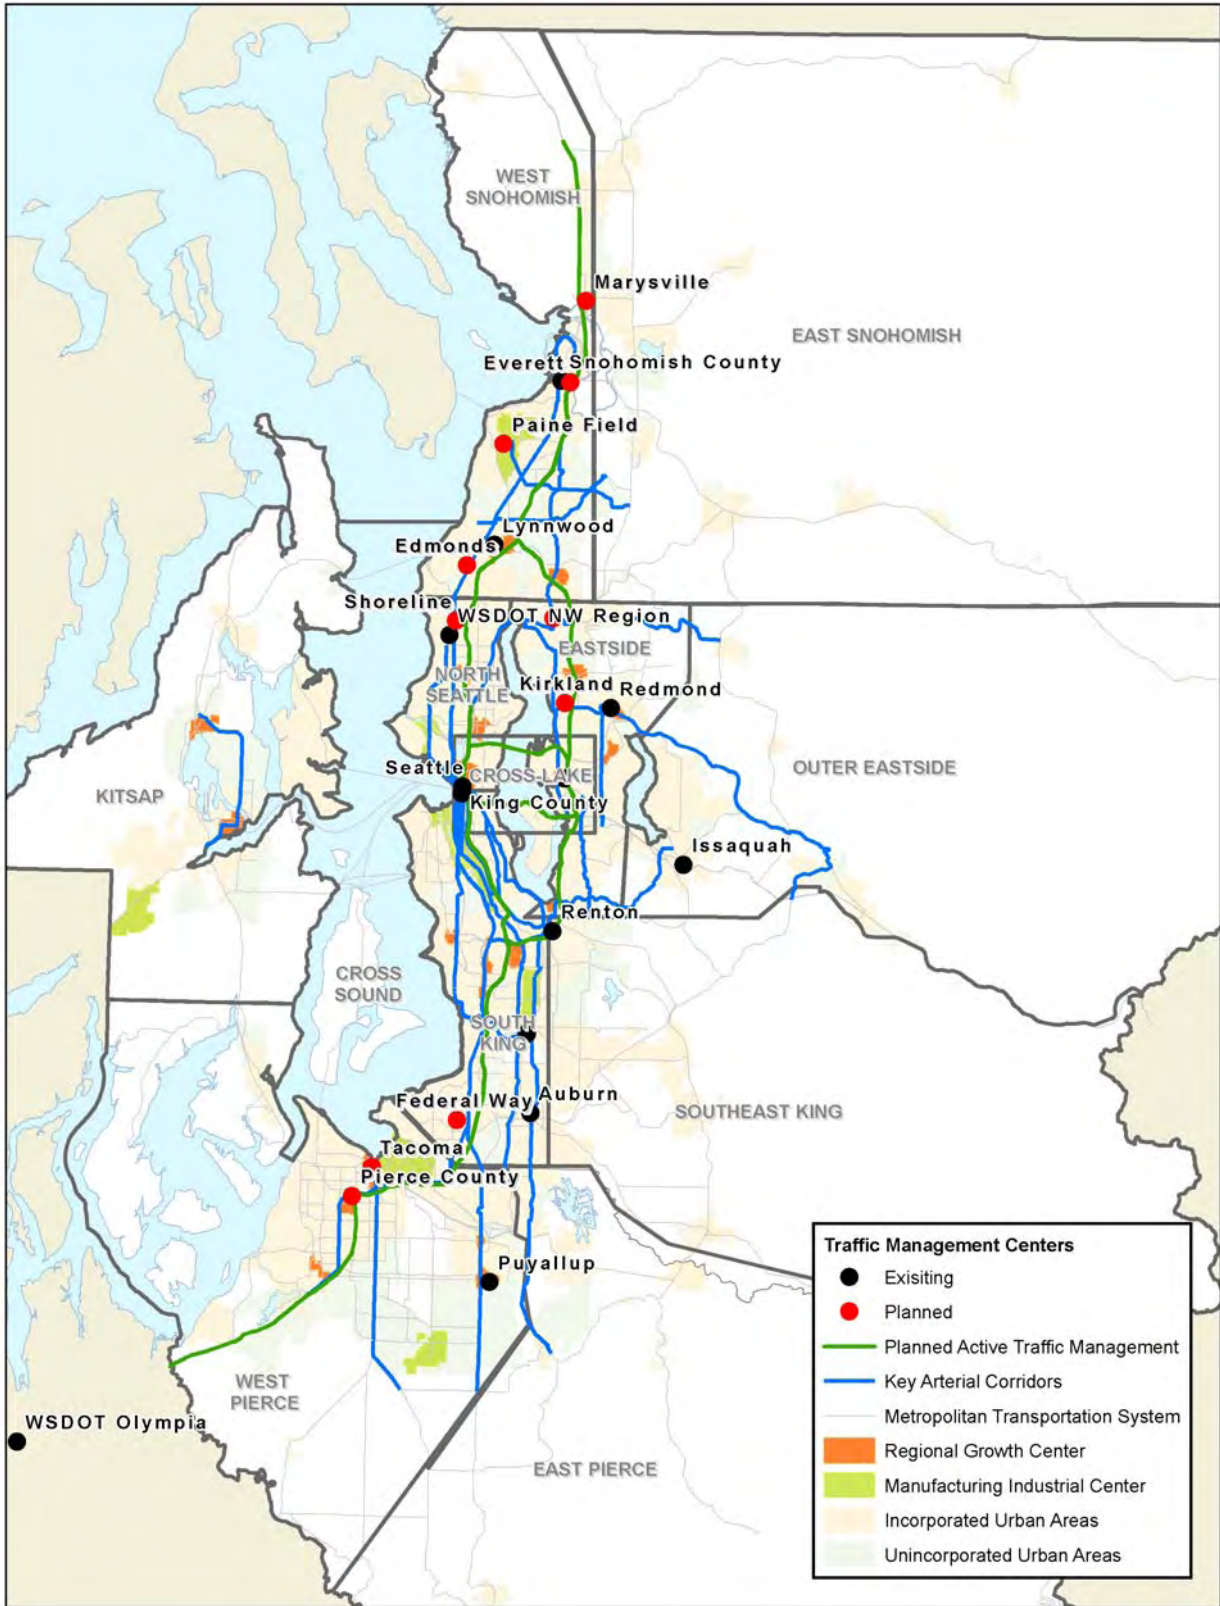 WEST
SNOHOMISH
Marysville
EAST SNOHOMISH
Everett Snohomish County
Paine Field
Lynnwood
Edmonds
Shoreline
WSDOT NW Region
EASTSIDE
NORTH
SEATTLE
Kirkland
Redmond
Seattle
CROSS-LAKE
OUTER EASTSIDE
KITSAP
King County
Issaquah
Renton
CROSS
SOUND
SOUTH
KING
Federal Way
Auburn
SOUTHEAST KING
Tacoma
Pierce County
Puyallup
WEST
PIERCE
WSDOT Olympia
EAST PIERCE
Traffic Management Centers
Exisiting
Planned
Planned Active Traffic Management
Key Arterial Corridors
Metropolitan Transportation System
Regional Growth Center
Manufacturing Industrial Center
Incorporated Urban Areas
Unincorporated Urban Areas